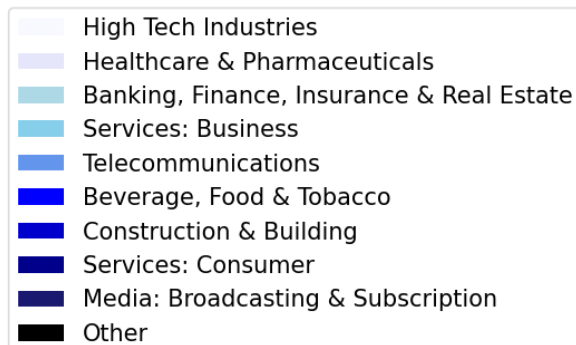 High Tech Industries
Healthcare & Pharmaceuticals
Banking, Finance, Insurance & Real Estate
Services: Business
Telecommunications
Beverage, Food & Tobacco
Construction & Building
Services: Consumer
Media: Broadcasting & Subscription
Other